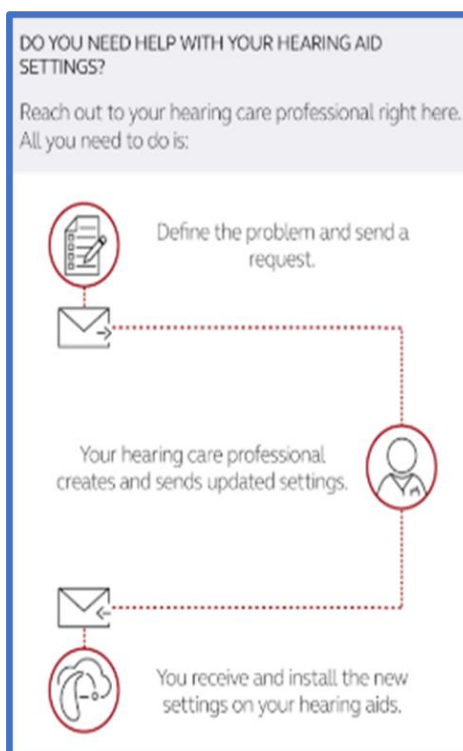 DO YOU NEED HELP WITH YOUR HEARING AID
SETTINGS?
Reach out to your hearing care professional right here.
All you need to do is:
Define the problem and send a
request.
Your hearing care professional
creates and sends updated settings.
You receive and install the new
settings on your hearing aids.